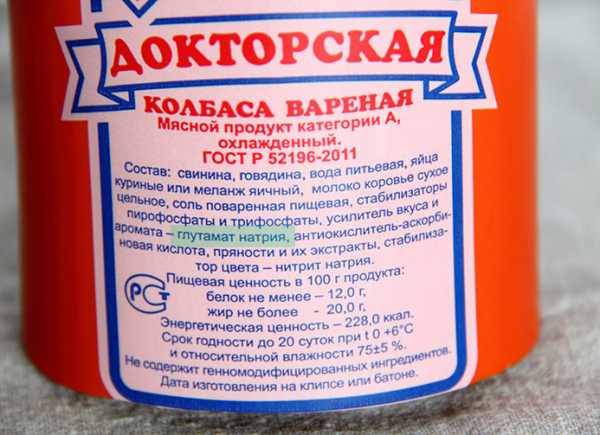 ДОКТОРСКАЯ
КОЛБАСА ВАРЕНАЯ
Мясной продукт категории А,
охлажденный.
ГОСТ Р 52196-2011
Состав: свинина, говядина, вода питьевая, яйца
куриные или меланж яичный, молоко коровье сухое
цельное, соль поваренная пищевая, стабилизаторы
пирофосфаты и трифосфаты, усилитель вкуса и
аромата – глутамат натрия, антиокислитель-аскорби-
новая кислота, пряности и их экстракты, стабилиза-
тор цвета – нитрит натрия.
Пищевая ценность в 100 г продукта:
белок не менее – 12,0 г,
жир не более - 20,0 г,
Энергетическая ценность – 228,0 ккал.
Срок годности до 20 суток при t 0 +6°С
и относительной влажности 75±5 %.
Не содержит генномодифицированных ингредиентов.
Дата изготовления на клипсе или батоне.
РСТ